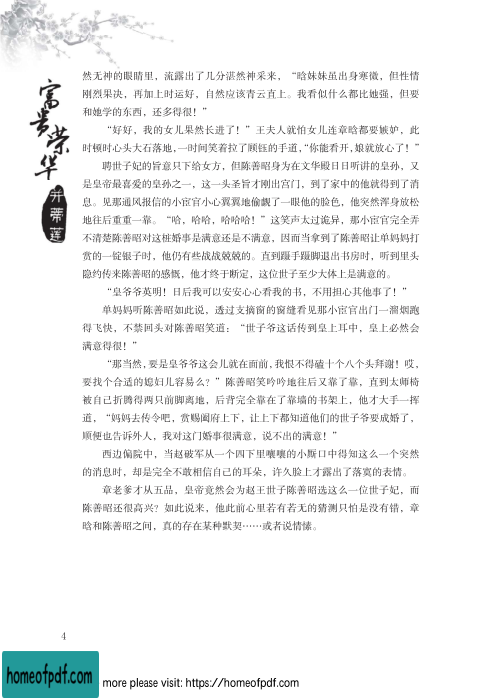 富贵荣华
并蒂莲
然无神的眼睛里，流露出了几分湛然神采来，“晗妹妹虽出身寒微，但性情
刚烈果决，再加上时运好，自然应该青云直上。我看似什么都比她强，但要
和她学的东西，还多得很！”
“好好，我的女儿果然长进了！”王夫人就怕女儿连章晗都要嫉妒，此
时顿时心头大石落地，一时间笑着拉了顾钰的手道，“你能看开，娘就放心了！”
聘世子妃的旨意只下给女方，但陈善昭身为在文华殿日日听讲的皇孙，又
是皇帝最喜爱的皇孙之一，这一头圣旨才刚出宫门，到了家中的他就得到了消
息。见那通风报信的小宦官小心翼翼地偷觑了一眼他的脸色，他突然浑身放松
地往后重重一靠。“哈，哈哈，哈哈哈！”这笑声太过诡异，那小宦官完全弄
不清楚陈善昭对这桩婚事是满意还是不满意，因而当拿到了陈善昭让单妈妈打
赏的一锭银子时，他仍有些战战兢兢的。直到蹑手蹑脚退出书房时，听到里头
隐约传来陈善昭的感慨，他才终于断定，这位世子至少大体上是满意的。
“皇爷爷英明！日后我可以安安心心看我的书，不用担心其他事了！”
单妈妈听陈善昭如此说，透过支摘窗的窗缝看见那小宦官出门一溜烟跑
得飞快，不禁回头对陈善昭笑道：“世子爷这话传到皇上耳中，皇上必然会
满意得很！”
“那当然，要是皇爷爷这会儿就在面前，我恨不得磕十个八个头拜谢！哎，
要找个合适的媳妇儿容易么？”陈善昭笑吟吟地往后又靠了靠，直到太师椅
被自己折腾得两只前脚离地，后背完全靠在了靠墙的书架上，他才大手一挥
道，“妈妈去传令吧，赏赐阖府上下，让上下都知道他们的世子爷要成婚了，
顺便也告诉外人，我对这门婚事很满意，说不出的满意！”
西边偏院中，当赵破军从一个四下里嚷嚷的小厮口中得知这么一个突然
的消息时，却是完全不敢相信自己的耳朵，许久脸上才露出了落寞的表情。
章老爹才从五品，皇帝竟然会为赵王世子陈善昭选这么一位世子妃，而
陈善昭还很高兴？如此说来，他此前心里若有若无的猜测只怕是没有错，章
晗和陈善昭之间，真的存在某种默契……或者说情愫。
4
homeofpdf.com
more please visit: https://homeofpdf.com